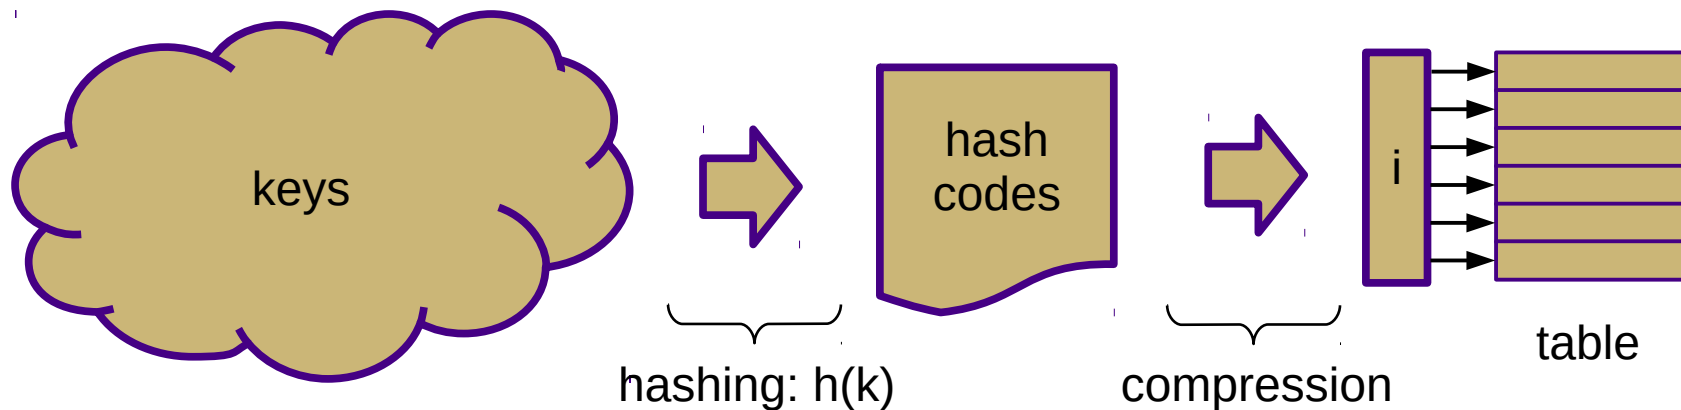 keys
hash
codes
i
table
hashing: h(k)
compression